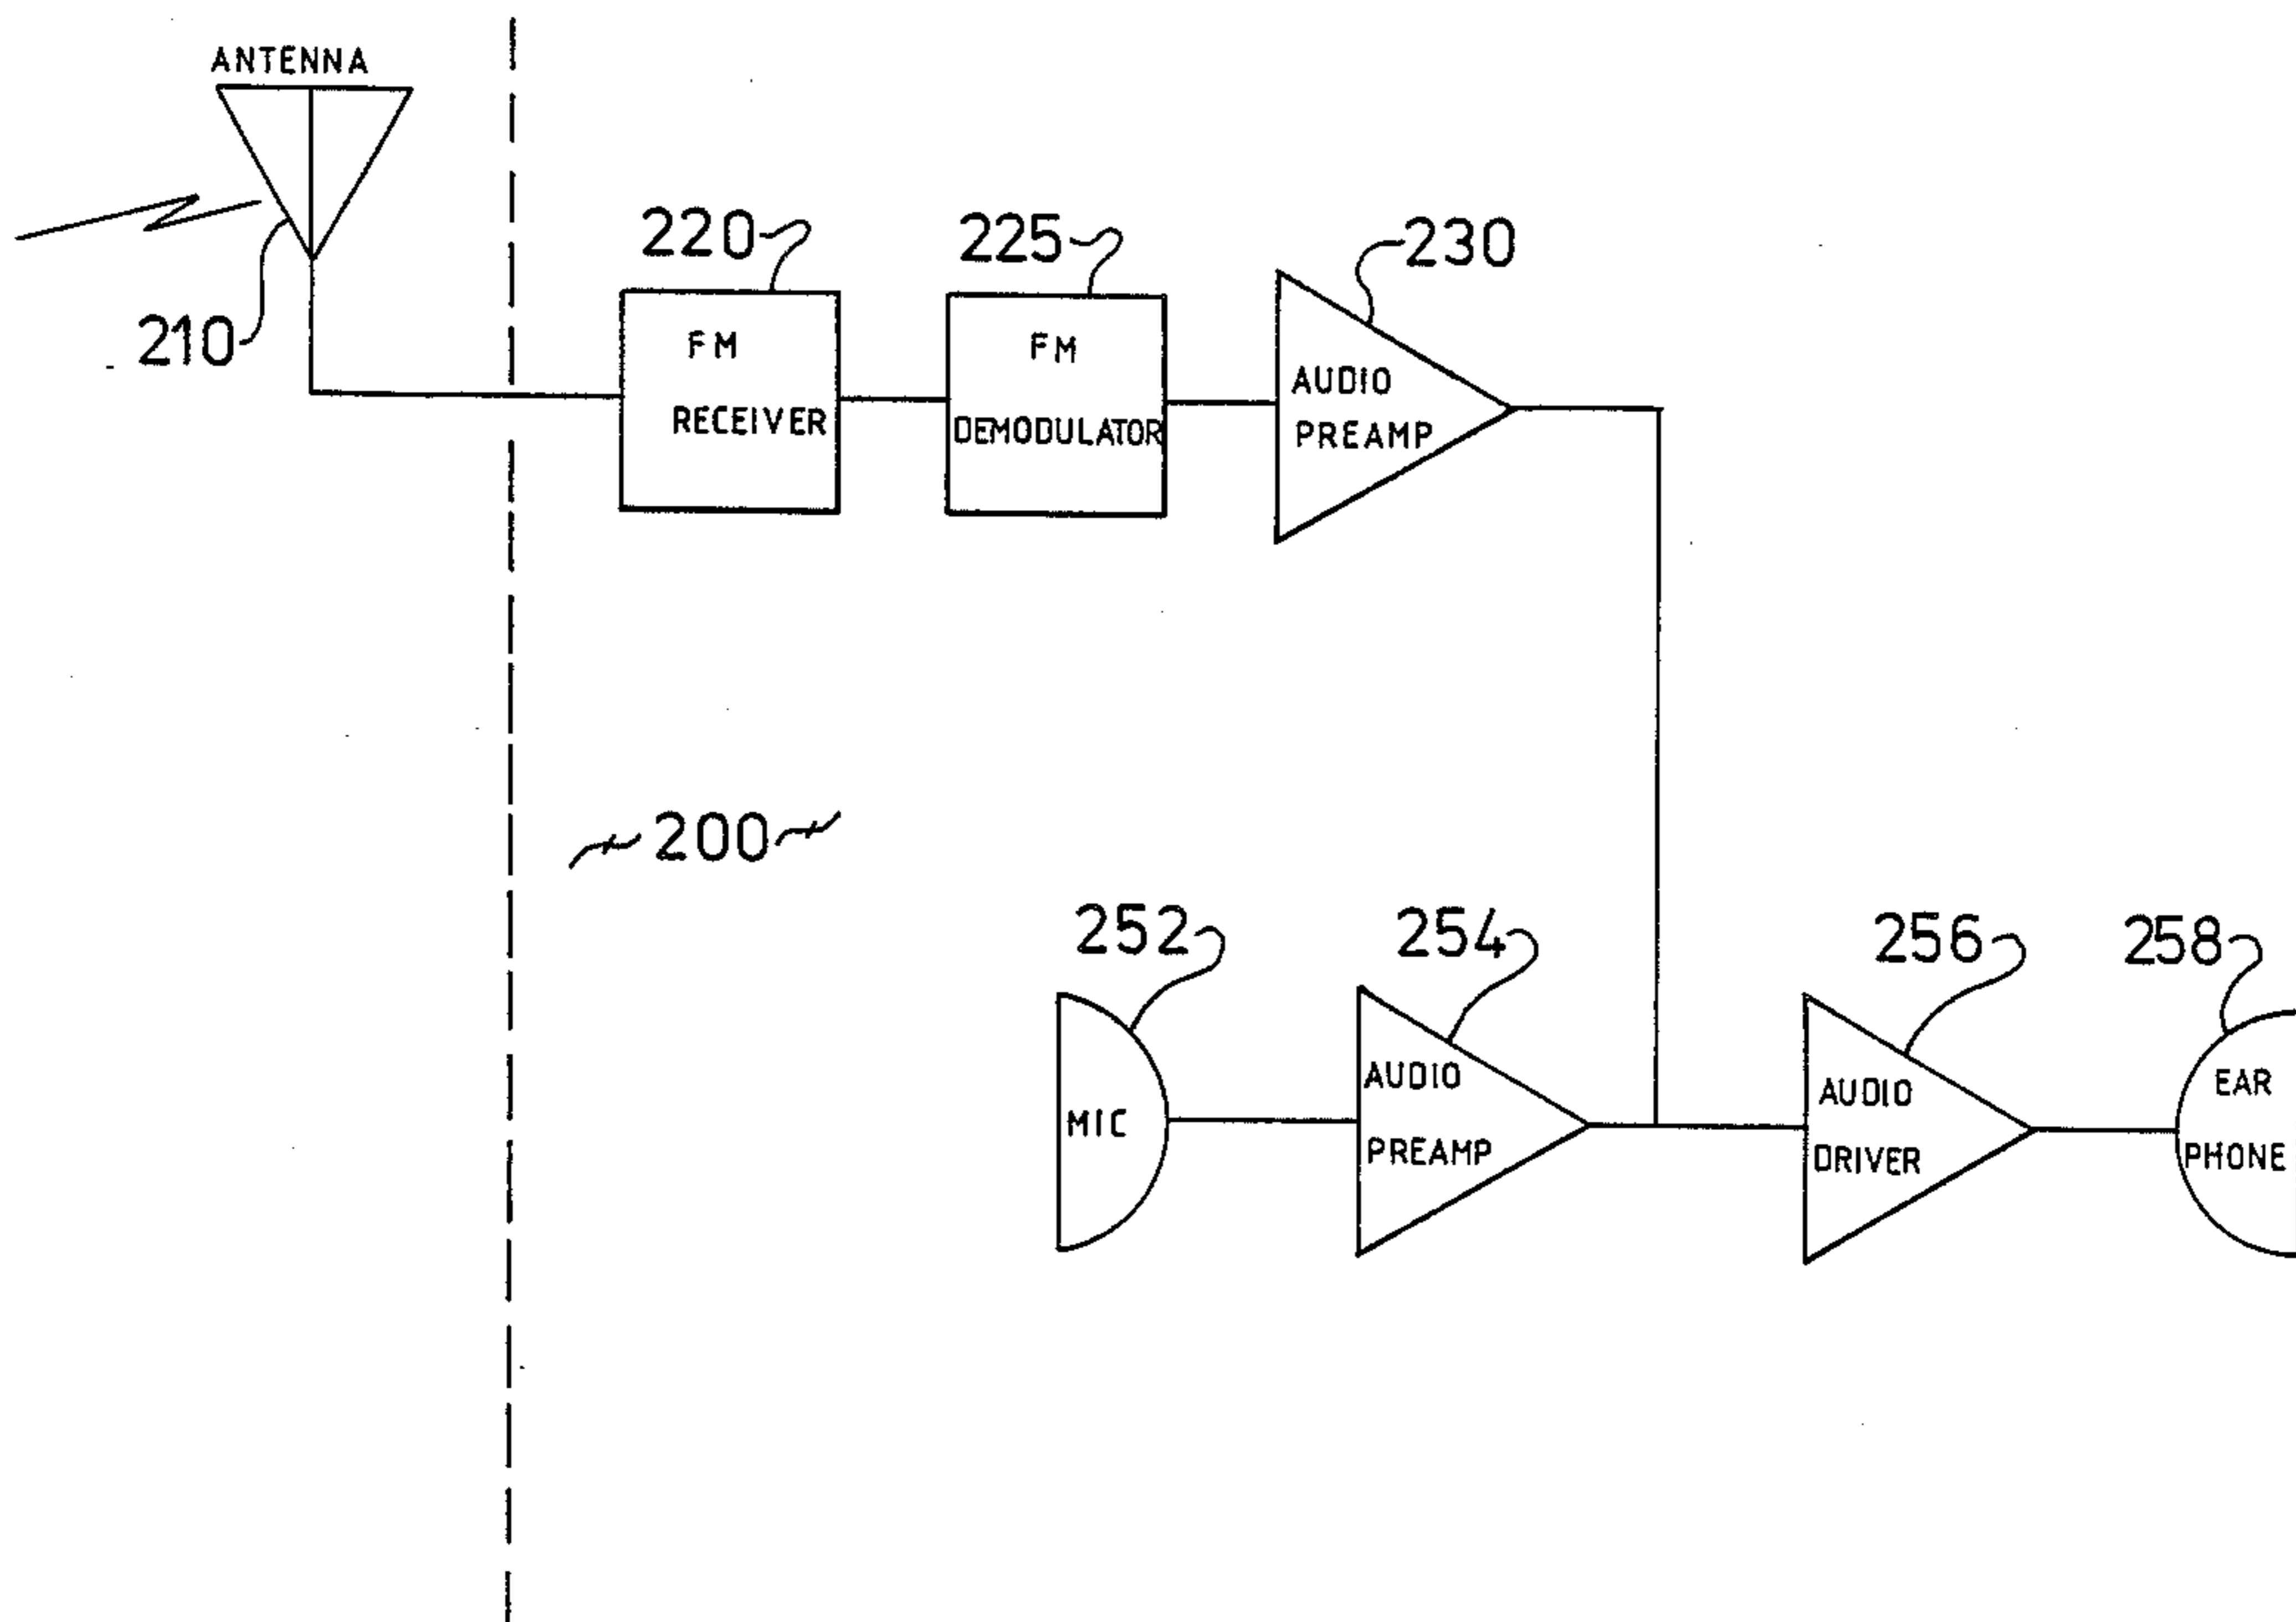 ANTENNA
210
220
FM
RECEIVER
225
FM
DEMODULATOR
230
AUDIO
PREAMP
200
252
MIC
254
AUDIO
PREAMP
256
AUDIO
DRIVER
258
EAR
PHONE